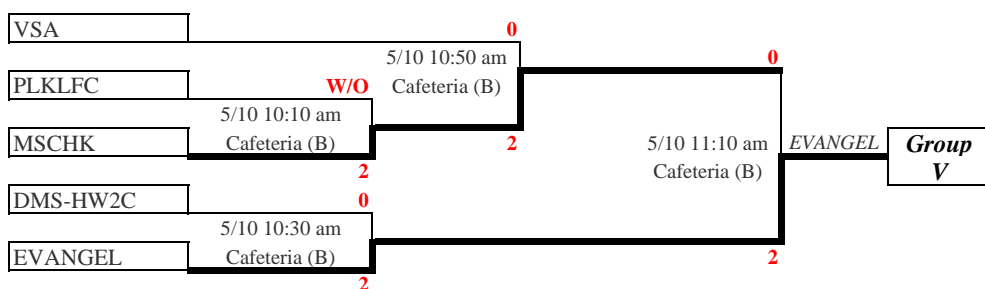 VSA
0
5/10 10:50 am
0
PLKLFC
W/O
Cafeteria (B)
5/10 10:10 am
MSCHK
Cafeteria (B)
2
5/10 11:10 am
EVANGEL
Group
V
2
Cafeteria (B)
DMS-HW2C
0
5/10 10:30 am
EVANGEL
Cafeteria (B)
2
2